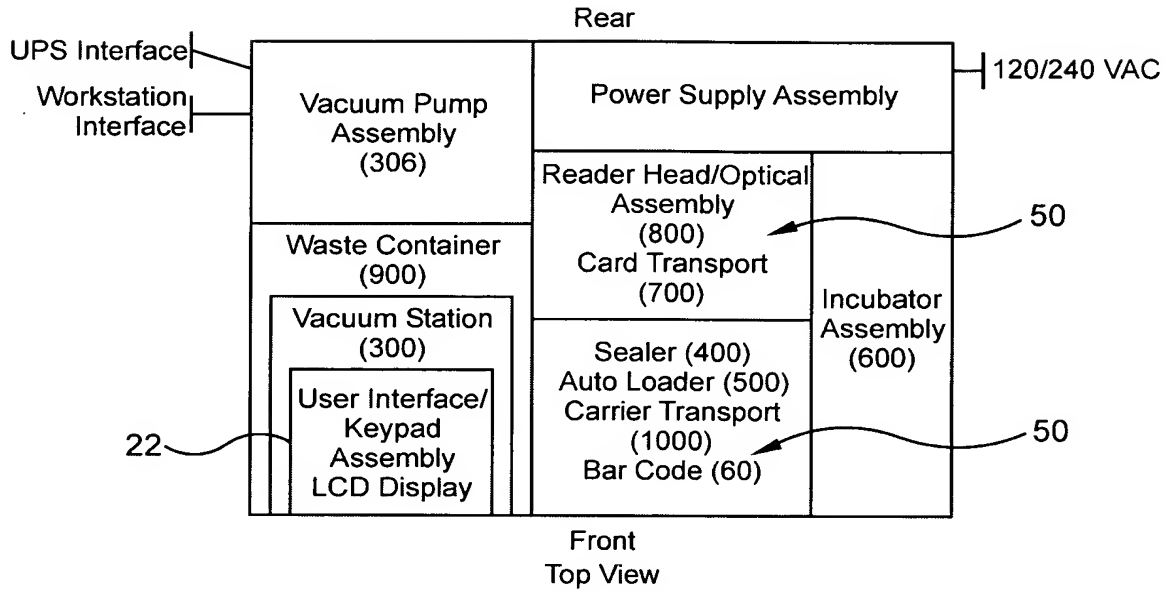 Rear
UPS Interface
Workstation
Interface
Vacuum Pump
Assembly
(306)
Power Supply Assembly
120/240 VAC
Reader Head/Optical
Assembly
(800)
Card Transport
(700)
50
Waste Container
(900)
Vacuum Station
(300)
User Interface/
Keypad
Assembly
LCD Display
22
Sealer (400)
Auto Loader (500)
Carrier Transport
(1000)
Bar Code (60)
50
Incubator
Assembly
(600)
Front
Top View